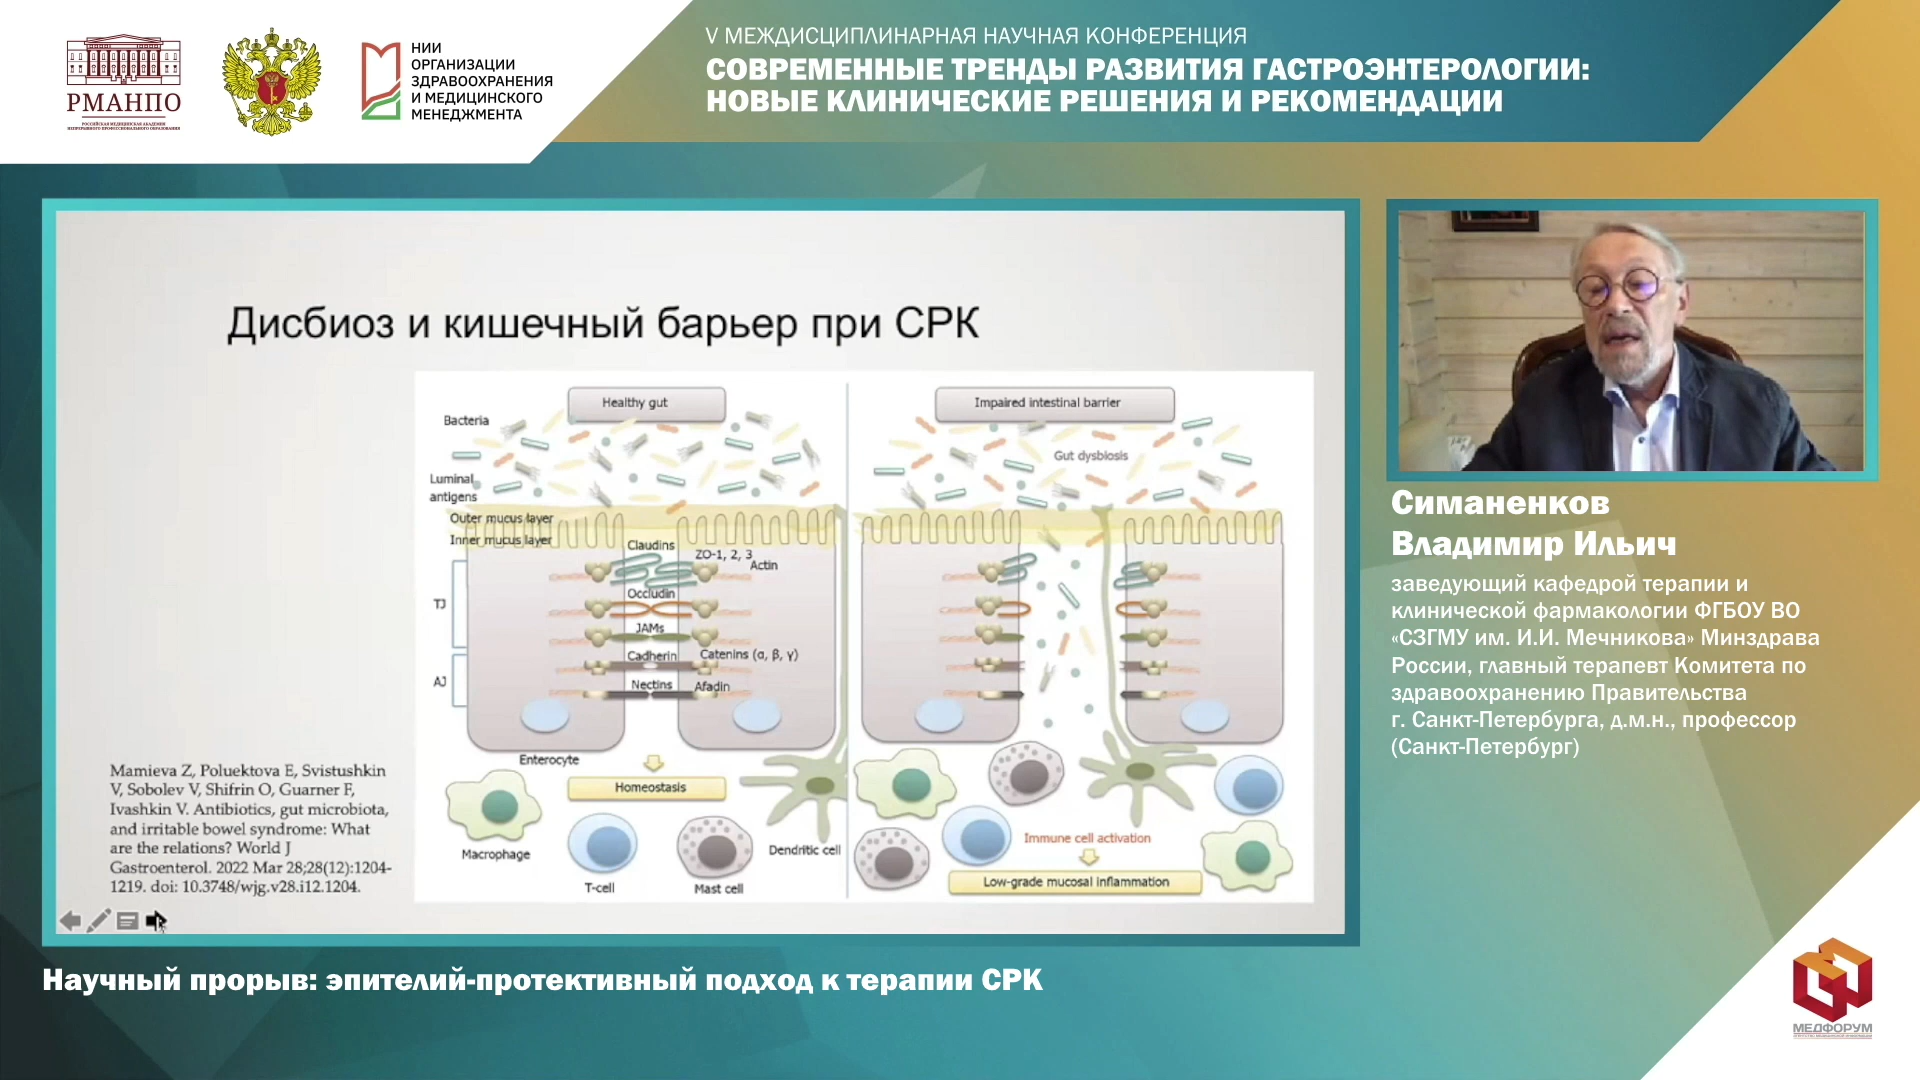 РМАНПО
РОССИЙСКАЯ МЕДИЦИНСКАЯ АКАДЕМИЯ
НЕПРЕРЫВНОГО ПРОФЕССИОНАЛЬНОГО ОБРАЗОВАНИЯ
НИИ
ОРГАНИЗАЦИИ
ЗДРАВООХРАНЕНИЯ
И МЕДИЦИНСКОГО
МЕНЕДЖМЕНТА
V МЕЖДИСЦИПЛИНАРНАЯ НАУЧНАЯ КОНФЕРЕНЦИЯ
СОВРЕМЕННЫЕ ТРЕНДЫ РАЗВИТИЯ ГАСТРОЭНТЕРОЛОГИИ:
НОВЫЕ КЛИНИЧЕСКИЕ РЕШЕНИЯ И РЕКОМЕНДАЦИИ
Дисбиоз и кишечный барьер при СРК
Healthy gut
Bacteria
Luminal
antigens
Outer mucus layer
Inner mucus layer
Claudins
ZO-1, 2, 3
Actin
Occludin
TJ
JAMs
Cadherin
Catenins (α, β, γ)
AJ
Nectins
Afadin
Enterocyte
Homeostasis
Macrophage
T-cell
Mast cell
Dendritic cell
Impaired intestinal barrier
Gut dysbiosis
Immune cell activation
Low-grade mucosal inflammation
Mamieva Z, Poluektova E, Svistushkin
V, Sobolev V, Shifrin O, Guarner F,
Ivashkin V. Antibiotics, gut microbiota,
and irritable bowel syndrome: What
are the relations? World J
Gastroenterol. 2022 Mar 28;28(12):1204-
1219. doi: 10.3748/wjg.v28.i12.1204.
Симаненков
Владимир Ильич
заведующий кафедрой терапии и
клинической фармакологии ФГБОУ ВО
«СЗГМУ им. И.И. Мечникова» Минздрава
России, главный терапевт Комитета по
здравоохранению Правительства
г. Санкт-Петербурга, д.м.н., профессор
(Санкт-Петербург)
Научный прорыв: эпителий-протективный подход к терапии СРК
МЕДФОРУМ